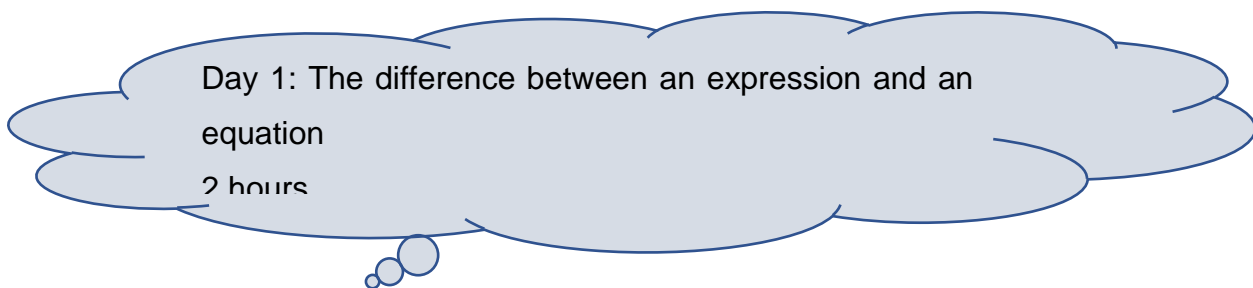 Day 1: The difference between an expression and an
equation
2 hours